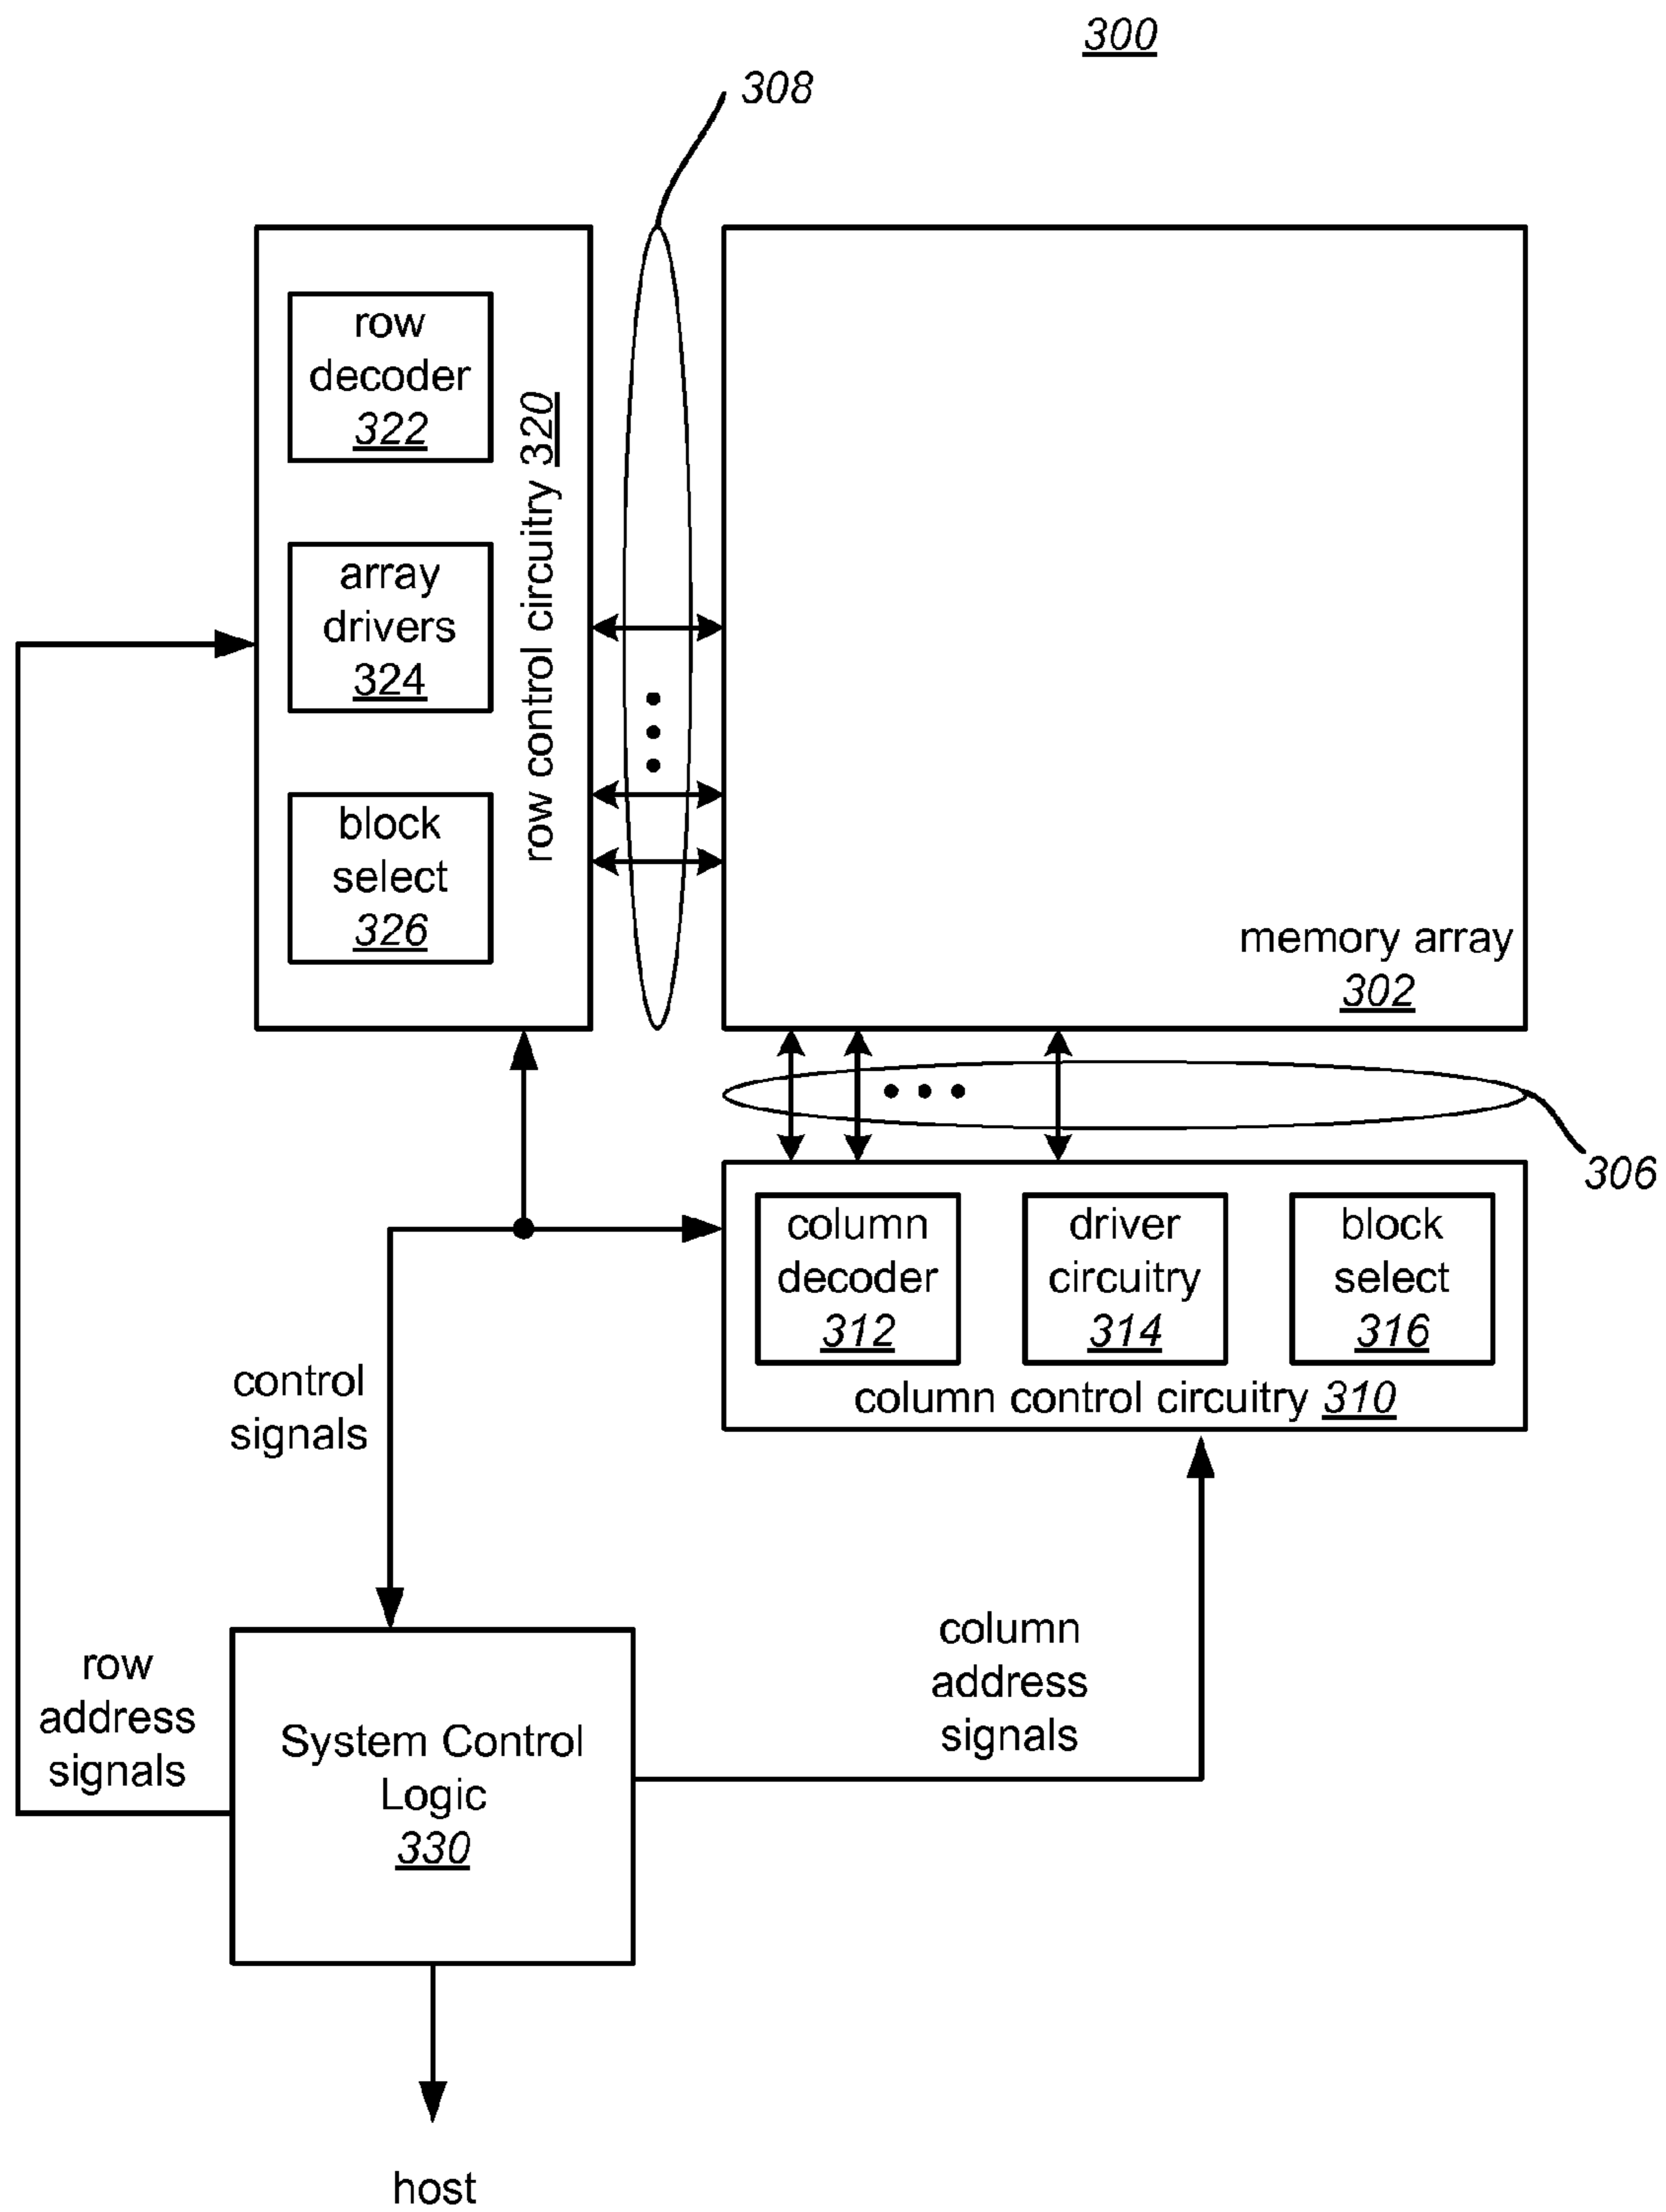 300
308
row
decoder
322
array
drivers
324
block
select
326
row control circuitry 320
memory array
302
306
column
decoder
312
driver
circuitry
314
block
select
316
column control circuitry 310
control
signals
row
address
signals
column
address
signals
System Control
Logic
330
host